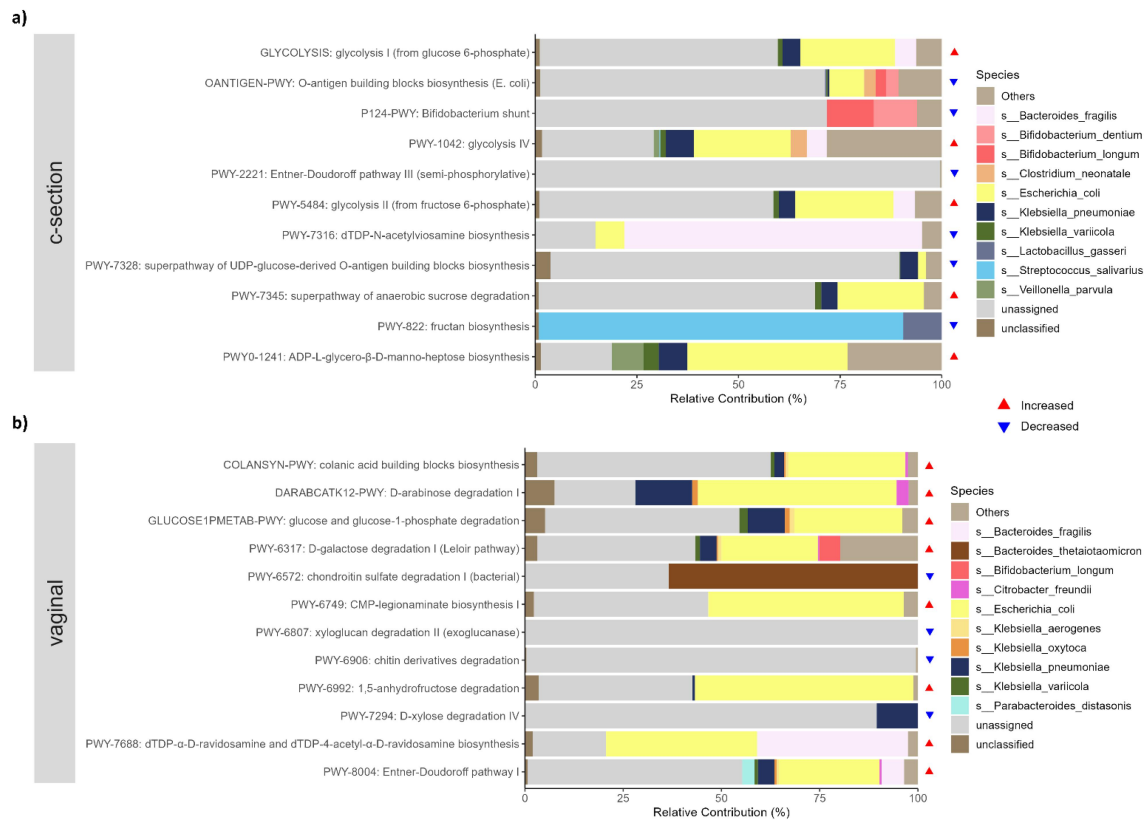 a)
c-section
GLYCOLYSIS: glycolysis I (from glucose 6-phosphate)
OANTIGEN-PWY: O-antigen building blocks biosynthesis (E. coli)
P124-PWY: Bifidobacterium shunt
PWY-1042: glycolysis IV
PWY-2221: Entner-Doudoroff pathway III (semi-phosphorylative)
PWY-5484: glycolysis II (from fructose 6-phosphate)
PWY-7316: dTDP-N-acetylviosamine biosynthesis
PWY-7328: superpathway of UDP-glucose-derived O-antigen building blocks biosynthesis
PWY-7345: superpathway of anaerobic sucrose degradation
PWY-822: fructan biosynthesis
PWY0-1241: ADP-L-glycero-β-D-manno-heptose biosynthesis
0 25 50 75 100
Relative Contribution (%)
Species
Others
s__Bacteroides_fragilis
s__Bifidobacterium_dentium
s__Bifidobacterium_longum
s__Clostridium_neonatale
s__Escherichia_coli
s__Klebsiella_pneumoniae
s__Klebsiella_variicola
s__Lactobacillus_gasseri
s__Streptococcus_salivarius
s__Veillonella_parvula
unassigned
unclassified
Increased
Decreased
b)
vaginal
COLANSYN-PWY: colanic acid building blocks biosynthesis
DARABCATK12-PWY: D-arabinose degradation I
GLUCOSE1PMETAB-PWY: glucose and glucose-1-phosphate degradation
PWY-6317: D-galactose degradation I (Leloir pathway)
PWY-6572: chondroitin sulfate degradation I (bacterial)
PWY-6749: CMP-legionaminate biosynthesis I
PWY-6807: xyloglucan degradation II (exoglucanase)
PWY-6906: chitin derivatives degradation
PWY-6992: 1,5-anhydrofructose degradation
PWY-7294: D-xylose degradation IV
PWY-7688: dTDP-α-D-ravidosamine and dTDP-4-acetyl-α-D-ravidosamine biosynthesis
PWY-8004: Entner-Doudoroff pathway I
0 25 50 75 100
Relative Contribution (%)
Species
Others
s__Bacteroides_fragilis
s__Bacteroides_thetaiotaomicron
s__Bifidobacterium_longum
s__Citrobacter_freundii
s__Escherichia_coli
s__Klebsiella_aerogenes
s__Klebsiella_oxytoca
s__Klebsiella_pneumoniae
s__Klebsiella_variicola
s__Parabacteroides_distasonis
unassigned
unclassified